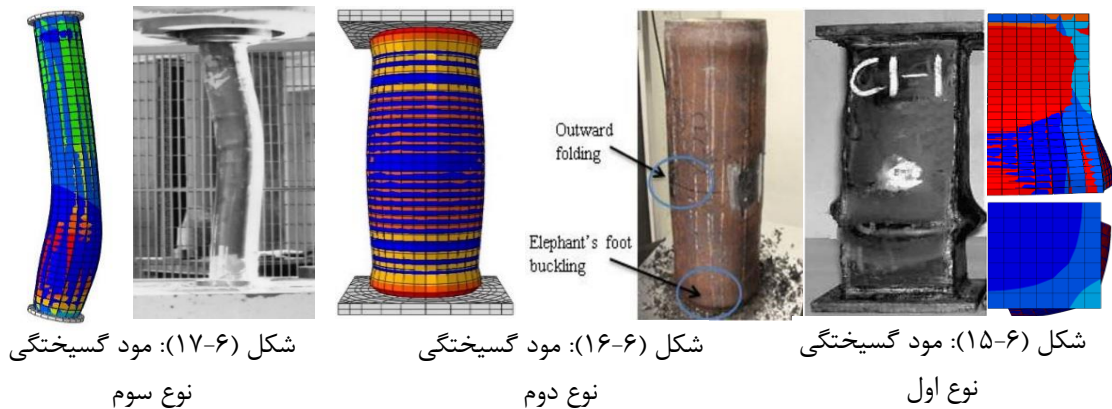 CI-1
Outward
folding
Elephant's foot
buckling
شکل (۶-۱۵): مود گسیختگی
نوع اول
شکل (۶-۱۶): مود گسیختگی
نوع دوم
شکل (۶-۱۷): مود گسیختگی
نوع سوم